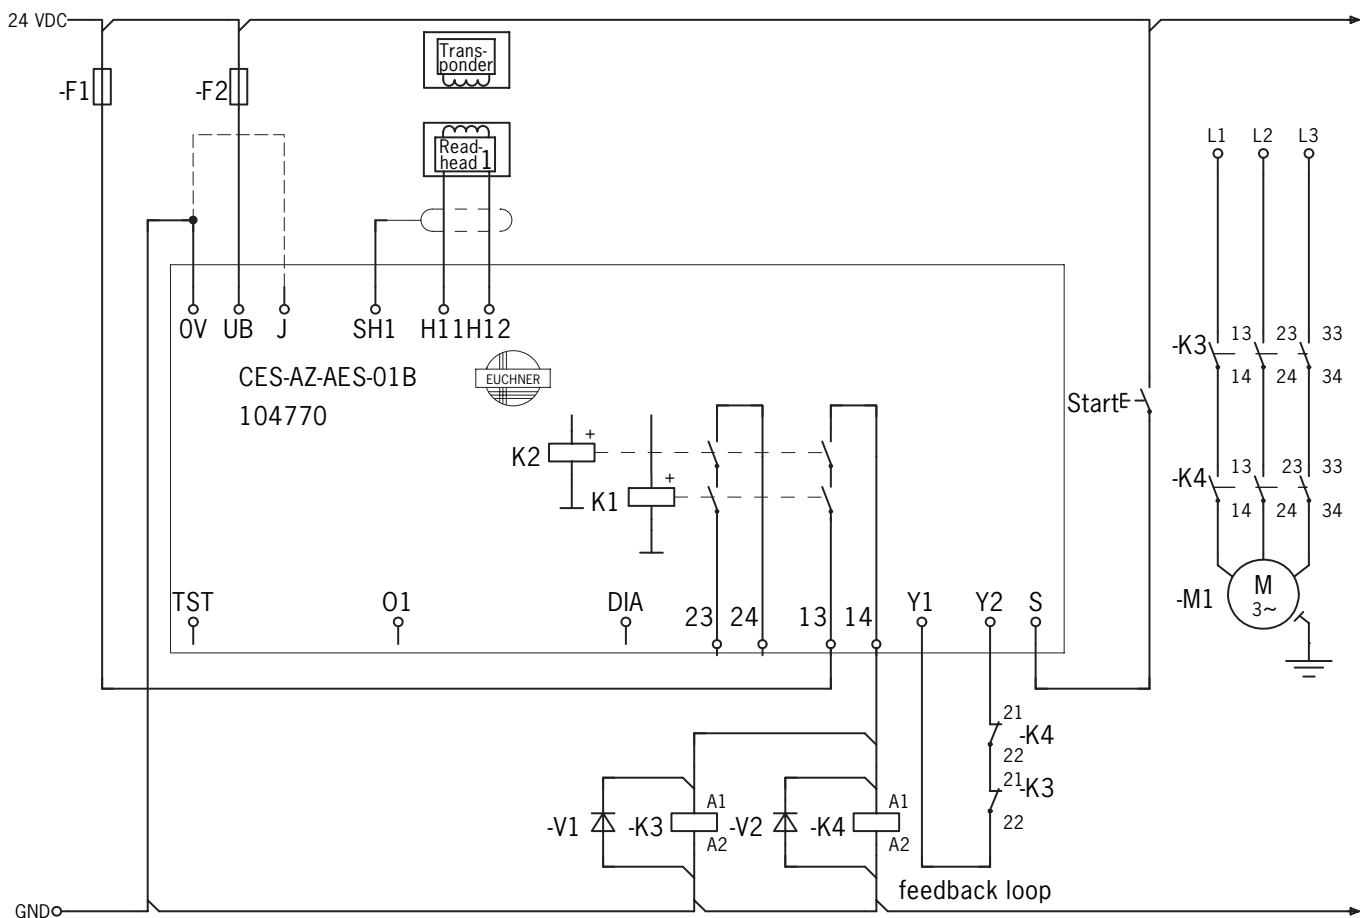 24 VDC
-F1
-F2
Trans-
ponder
Read-
head 1
L1 L2 L3
0V UB J SH1 H11 H12
CES-AZ-AES-01B
104770
EUCHNER
K2 +
K1 +
Start
-K3 13 23 33
14 24 34
-K4 13 23 33
14 24 34
-M1 M
3~
TST O1 DIA 23 24 13 14 Y1 Y2 S
21
-K4
22
21
-K3
22
-V1 -K3 A1
A2
-V2 -K4 A1
A2
feedback loop
GND